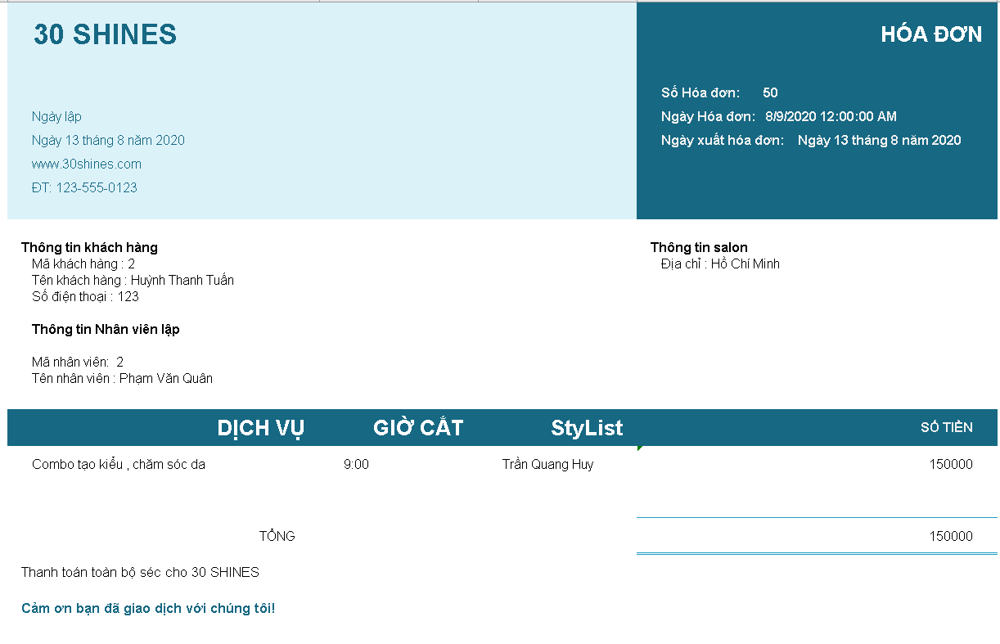 30 SHINES
HÓA ĐƠN
Số Hóa đơn: 50
Ngày lập
Ngày Hóa đơn: 8/9/2020 12:00:00 AM
Ngày 13 tháng 8 năm 2020
Ngày xuất hóa đơn: Ngày 13 tháng 8 năm 2020
www.30shines.com
ĐT: 123-555-0123
Thông tin khách hàng
Thông tin salon
Mã khách hàng : 2
Địa chỉ : Hồ Chí Minh
Tên khách hàng : Huỳnh Thanh Tuấn
Số điện thoại : 123
Thông tin Nhân viên lập
Mã nhân viên: 2
Tên nhân viên : Phạm Văn Quân
DỊCH VỤ GIỜ CẮT StyList SỐ TIỀN
Combo tạo kiểu , chăm sóc da 9:00 Trần Quang Huy 150000
TỔNG 150000
Thanh toán toàn bộ séc cho 30 SHINES
Cảm ơn bạn đã giao dịch với chúng tôi!